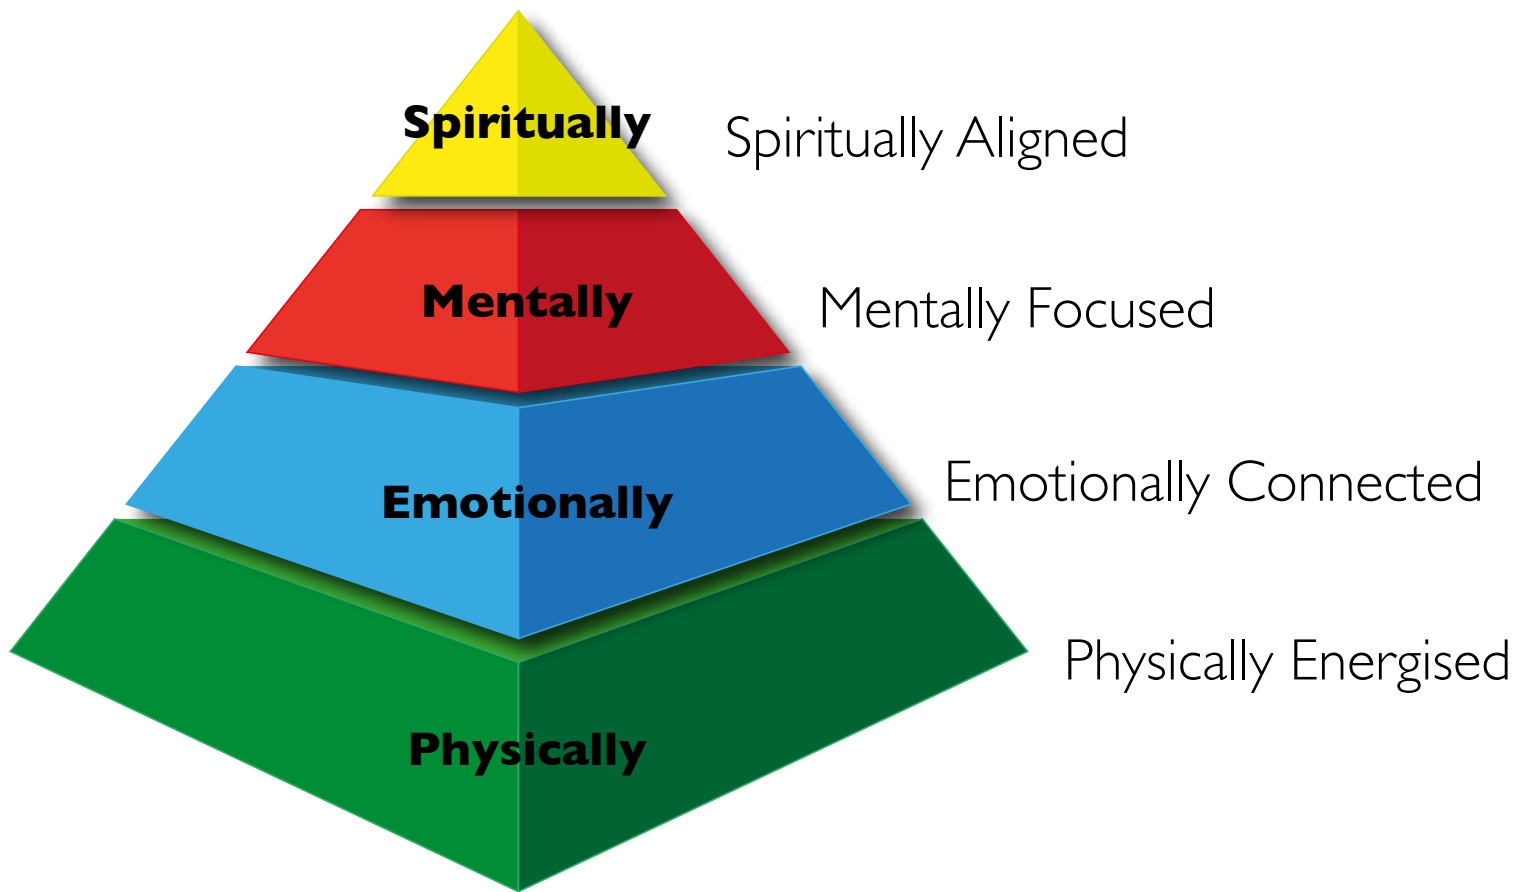 Spiritually
Spiritually Aligned
Mentally
Mentally Focused
Emotionally
Emotionally Connected
Physically
Physically Energised